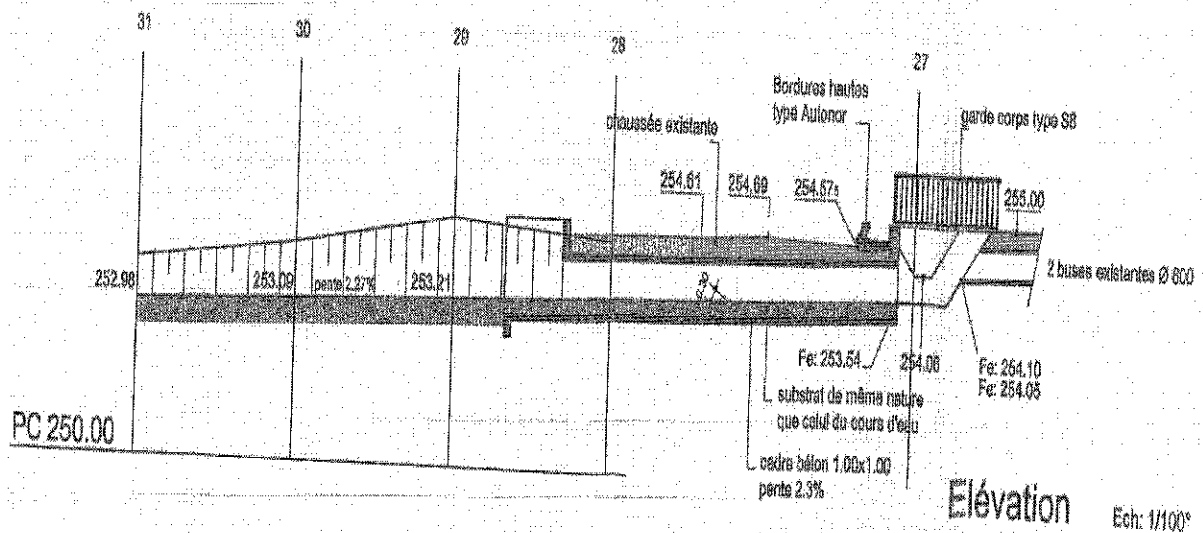 31
30
29
28
27
Bordures hautes
type Autonor
garde corps type S8
chaussée existante
254.61
254.69
254.57⁵
255.00
252.98
253.09
pente 2.27%
253.21
2 buses existantes Ø 600
Fe: 253.54
254.06
Fe: 254.10
Fe: 254.05
substrat de même nature
que celui du cours d'eau
PC 250.00
cadre béton 1.00x1.00
pente 2.3%
Elévation
Ech: 1/100°